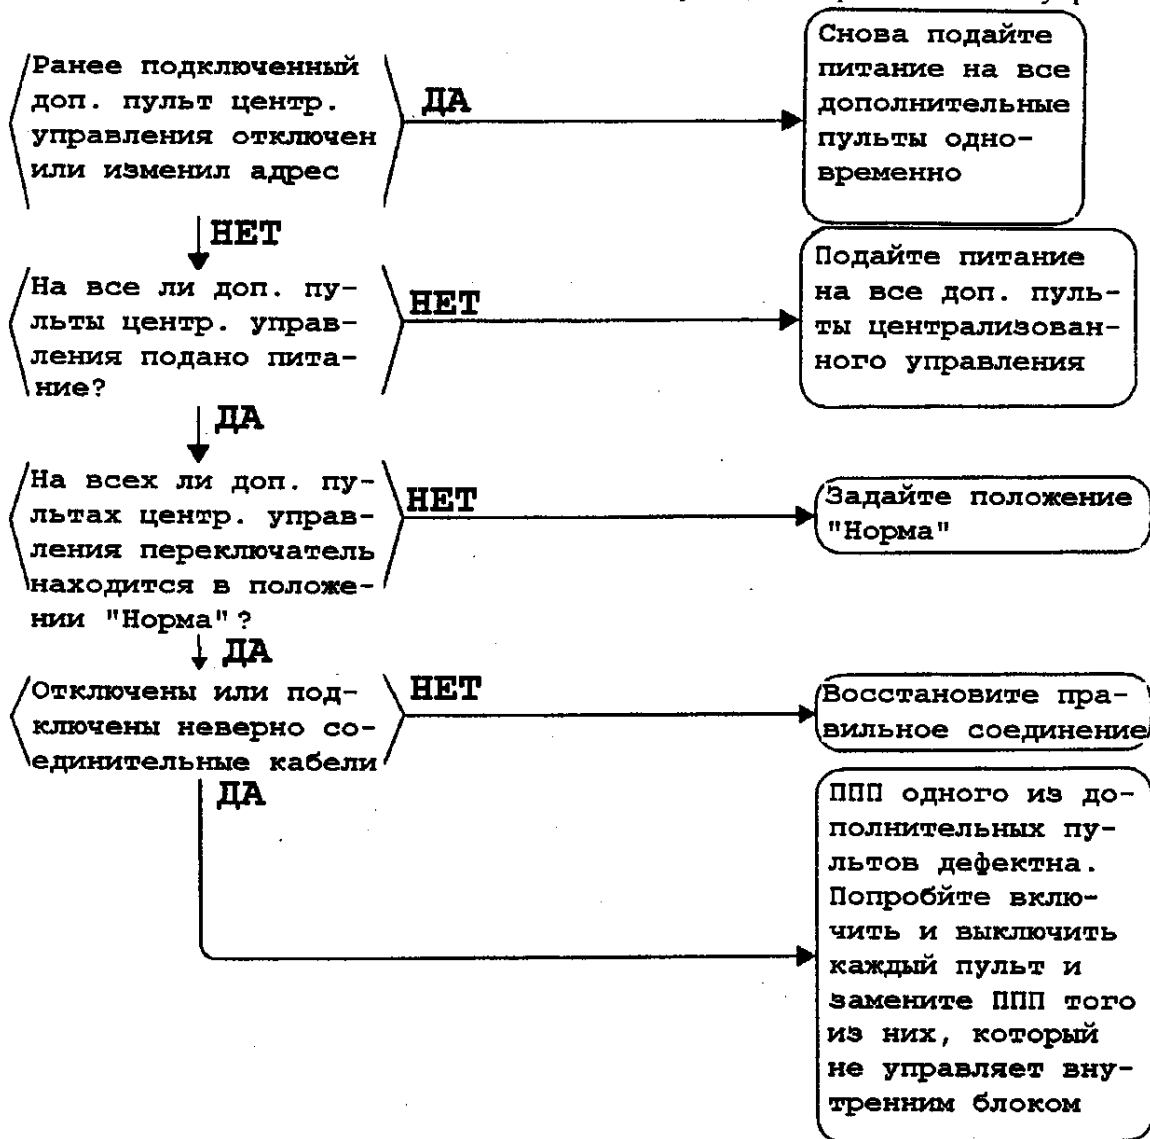 Ранее подключенный
доп. пульт центр.
управления отключен
или изменил адрес
ДА
Снова подайте
питание на все
дополнительные
пульты одно-
временно
НЕТ
На все ли доп. пу-
льты центр. управ-
ления подано пита-
ние?
НЕТ
Подайте питание
на все доп. пуль-
ты централизован-
ного управления
ДА
На всех ли доп. пу-
льтах центр. управ-
ления переключатель
находится в положе-
нии "Норма"?
НЕТ
Задайте положение
"Норма"
ДА
Отключены или под-
ключены неверно со-
единительные кабели
НЕТ
Восстановите пра-
вильное соединение
ДА
ППП одного из до-
полнительных пу-
льтов дефектна.
Попробйте вклю-
чить и выключить
каждый пульт и
замените ППП того
из них, который
не управляет вну-
тренним блоком